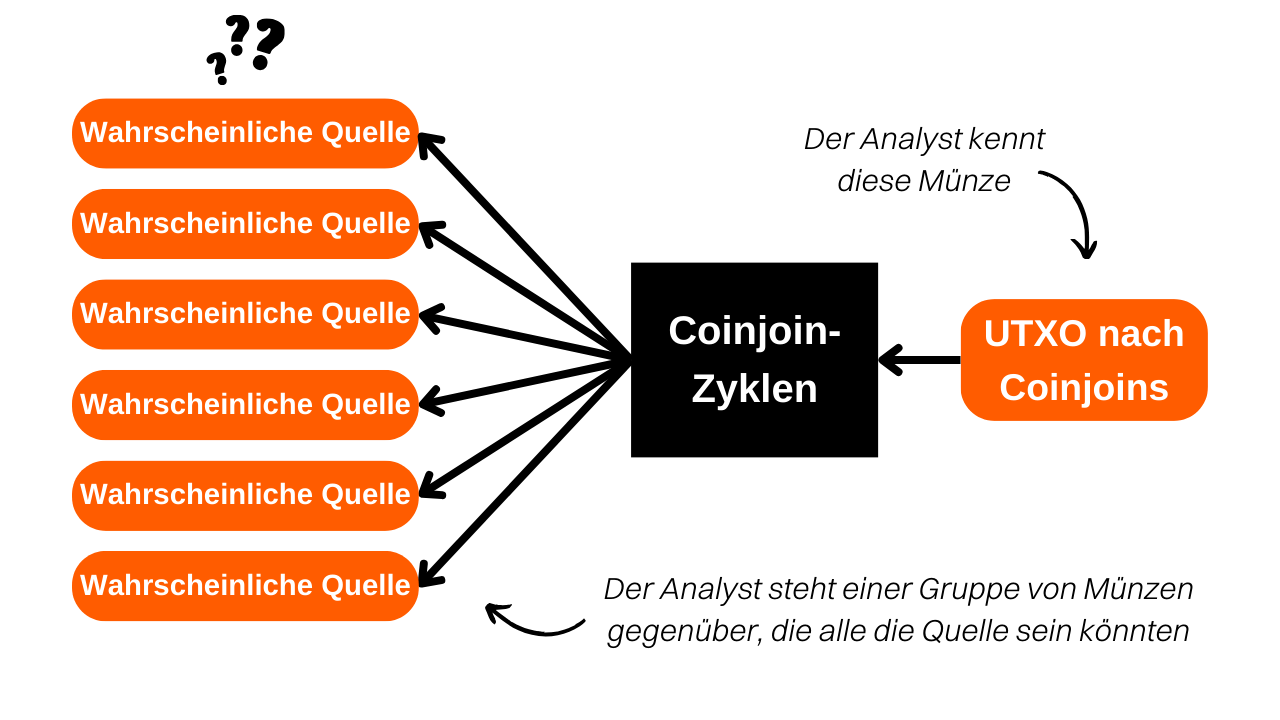 ???
Wahrscheinliche Quelle
Wahrscheinliche Quelle
Wahrscheinliche Quelle
Wahrscheinliche Quelle
Wahrscheinliche Quelle
Wahrscheinliche Quelle
Coinjoin-
Zyklen
Der Analyst kennt
diese Münze
UTXO nach
Coinjoins
Der Analyst steht einer Gruppe von Münzen
gegenüber, die alle die Quelle sein könnten